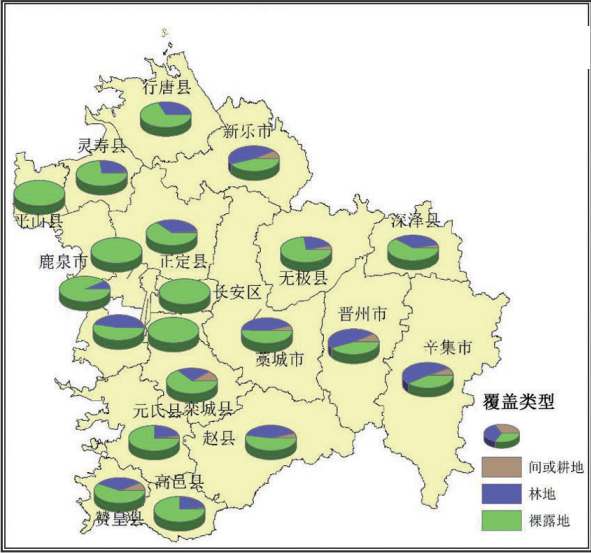 行唐县
新乐市
灵寿县
平山县
深泽县
鹿泉市
正定县
无极县
长安区
晋州市
藁城市
辛集市
栾城县
元氏县
赵县
高邑县
赞皇县
覆盖类型
间或耕地
林地
裸露地